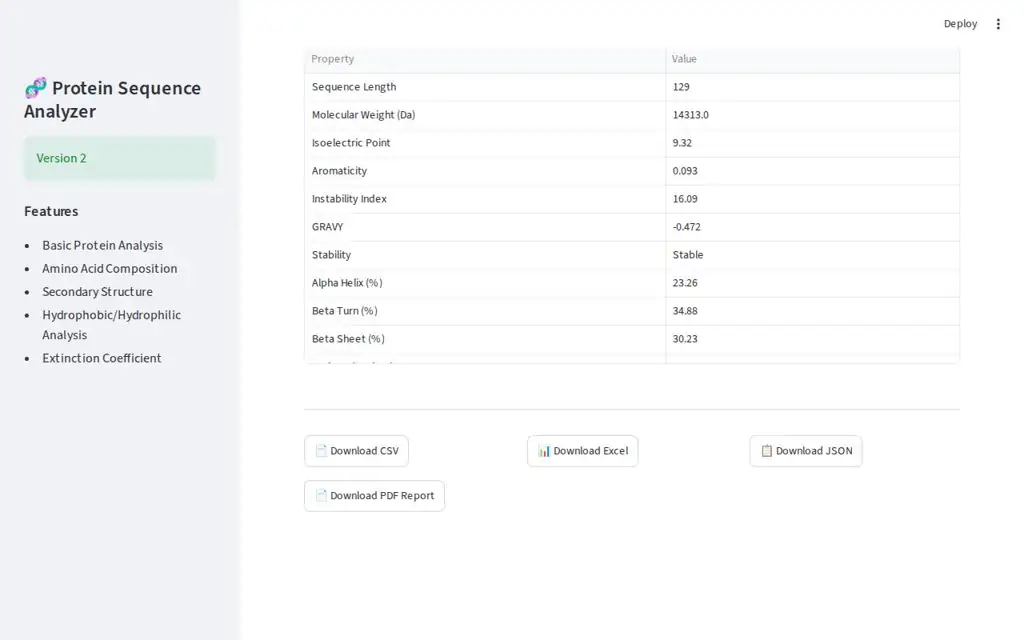 Deploy
🧬 Protein Sequence
Analyzer
Version 2
Features
• Basic Protein Analysis
• Amino Acid Composition
• Secondary Structure
• Hydrophobic/Hydrophilic
Analysis
• Extinction Coefficient
Property Value
Sequence Length 129
Molecular Weight (Da) 14313.0
Isoelectric Point 9.32
Aromaticity 0.093
Instability Index 16.09
GRAVY -0.472
Stability Stable
Alpha Helix (%) 23.26
Beta Turn (%) 34.88
Beta Sheet (%) 30.23
Download CSV
Download Excel
Download JSON
Download PDF Report